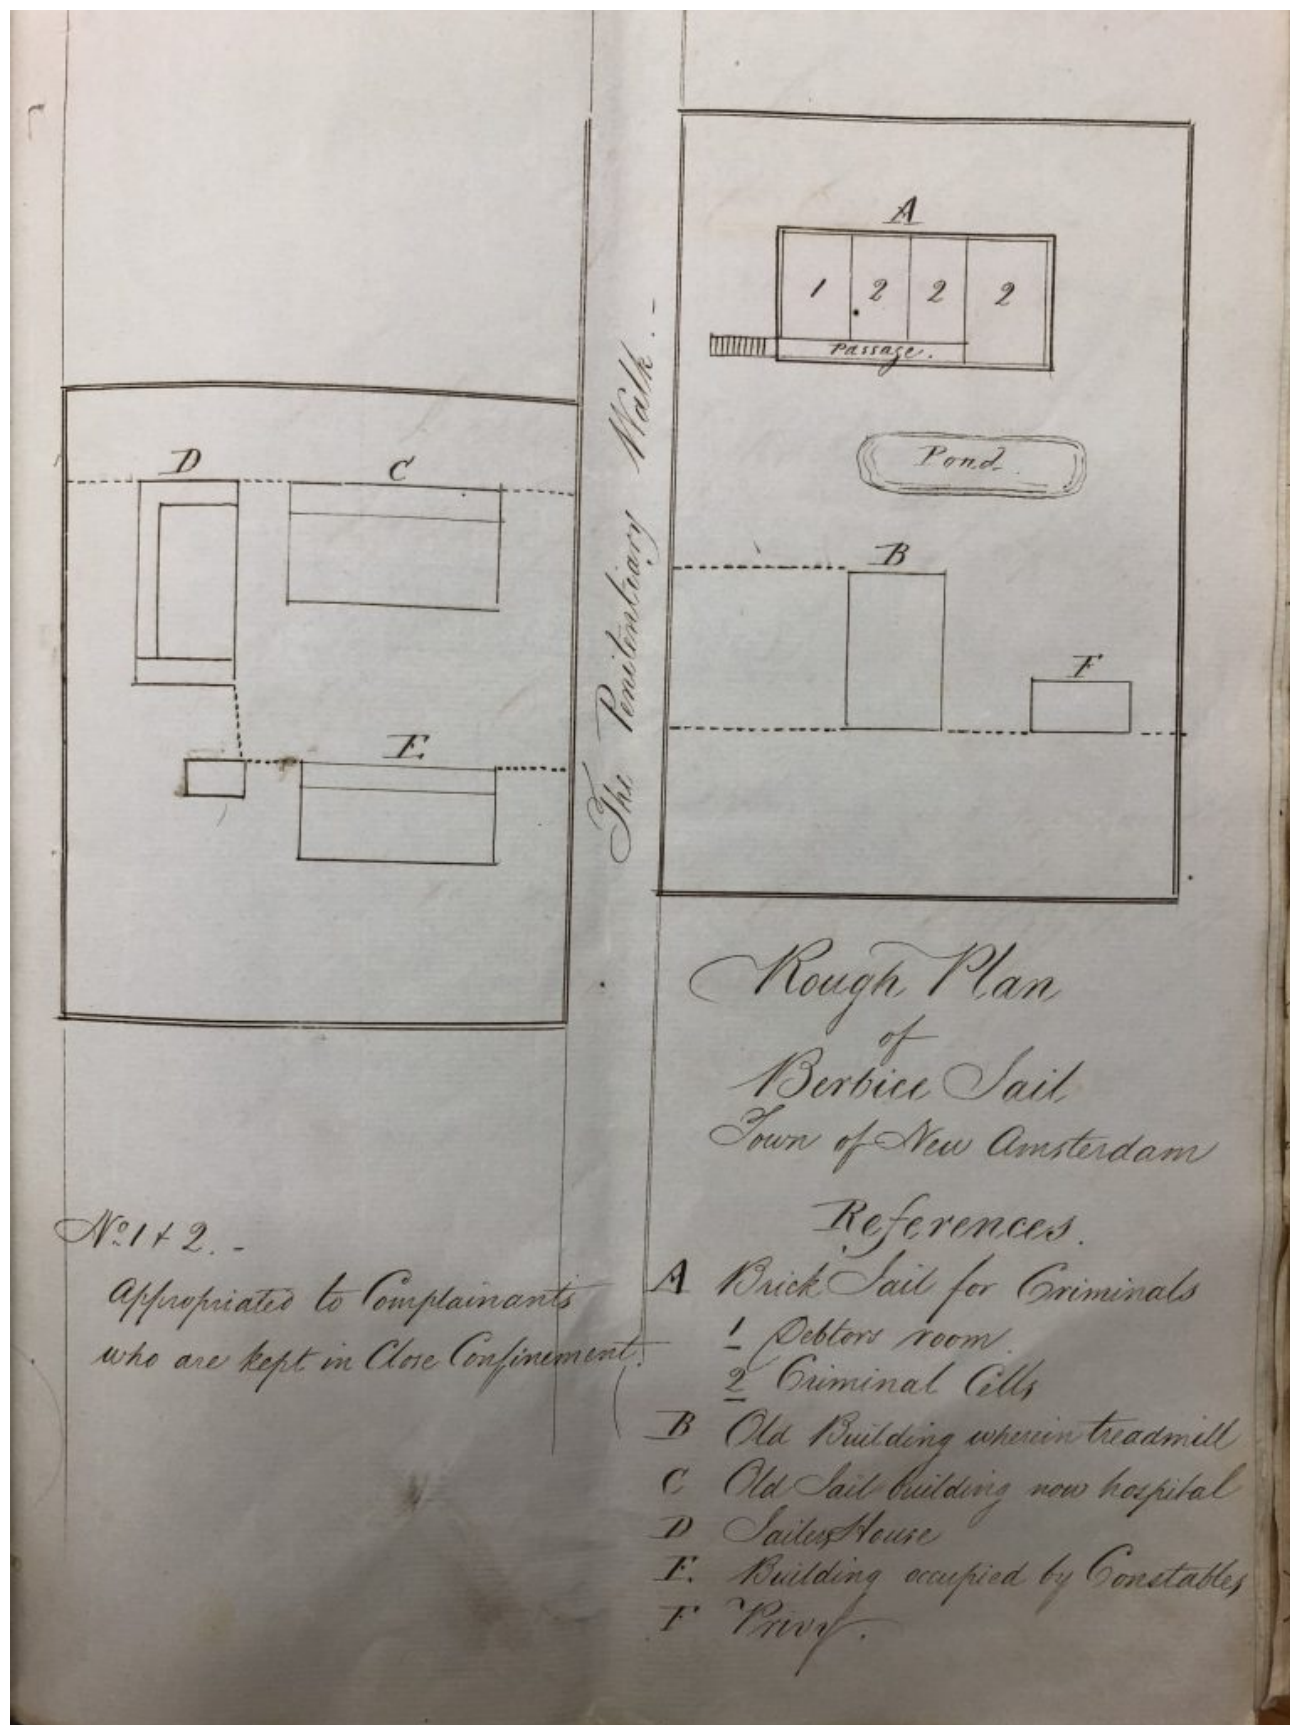 A
1 2 2 2
Passage.
Pond.
B
F
D
C
E
The Penitentiary Walk. -
Rough Plan
of
Berbice Jail
Town of New Amsterdam
No. 1 & 2. -
Appropriated to Complainants
who are kept in Close Confinement.
References.
A Brick Jail for Criminals
1 Debtors room
2 Criminal Cells
B Old Building wherein treadmill
C Old Jail building now hospital
D Jailers House
E. Building occupied by Constables
F Privy.